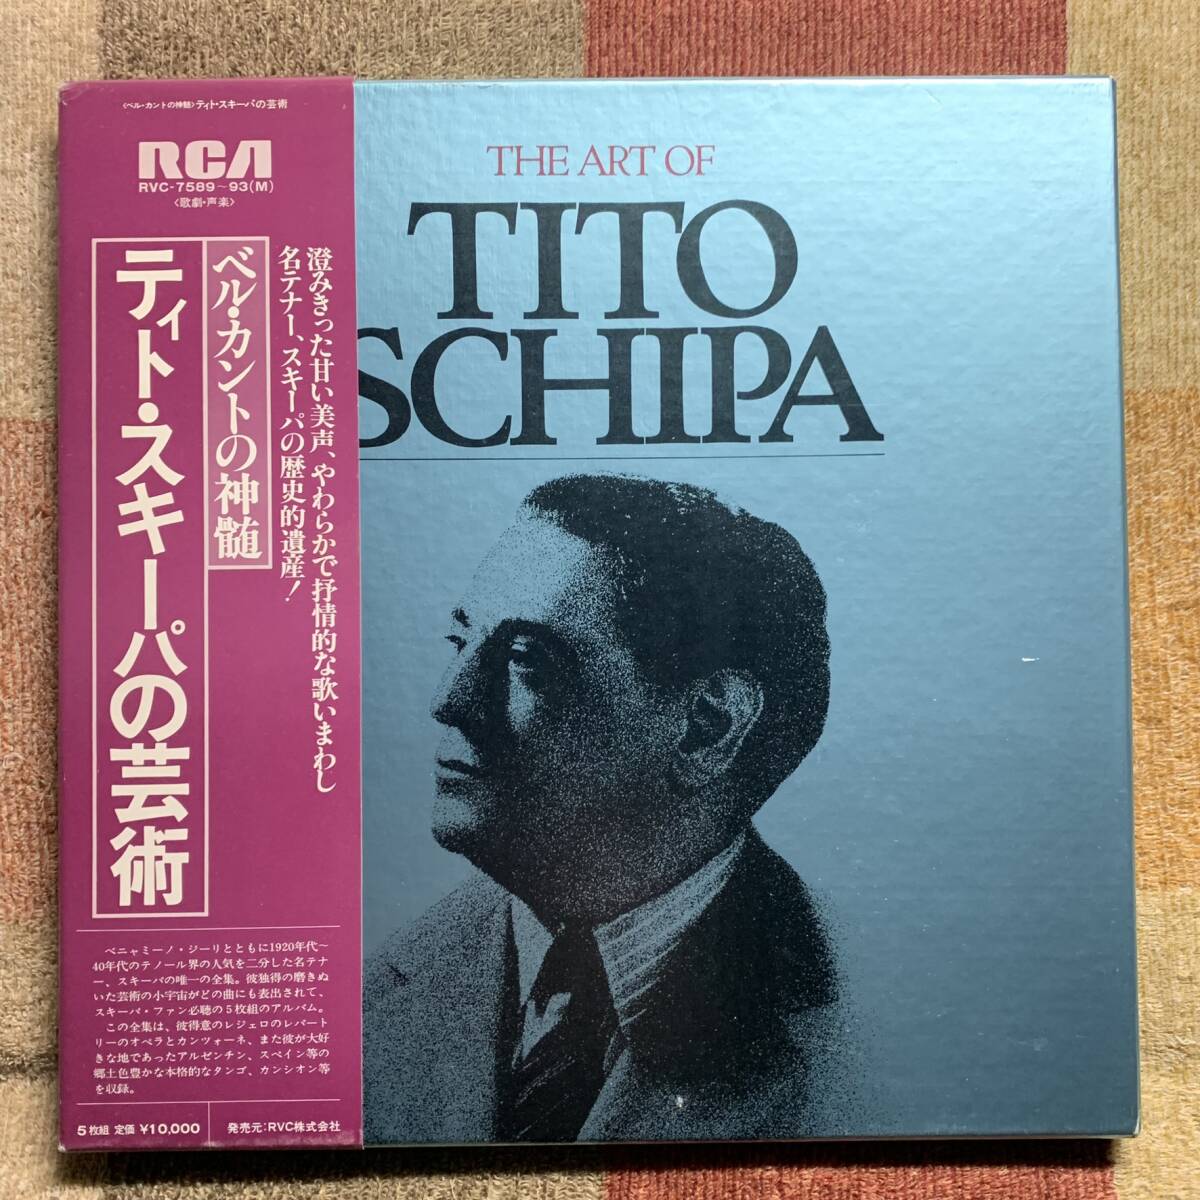 〈ベル・カントの神髄〉ティト・スキーパの芸術
RCA
RVC-7589~93(M)
〈歌劇・声楽〉
澄みきった甘い美声、やわらかで抒情的な歌いまわし
名テナー、スキーパの歴史的遺産!
ベル・カントの神髄
ティト・スキーパの芸術
ベニャミーノ・ジーリとともに1920年代~
40年代のテノール界の人気を二分した名テナ
ー、スキーパの唯一の全集。彼独得の磨きぬ
いた芸術の小宇宙がどの曲にも表出されて、
スキーパ・ファン必聴の5枚組のアルバム。
この全集は、彼得意のレジェロのレパート
リーのオペラとカンツォーネ、また彼が大好
きな地であったアルゼンチン、スペイン等の
郷土色豊かな本格的なタンゴ、カンシオン等
を収録。
5枚組 定価 ¥10,000
発売元:RVC株式会社
THE ART OF
TITO
SCHIPA